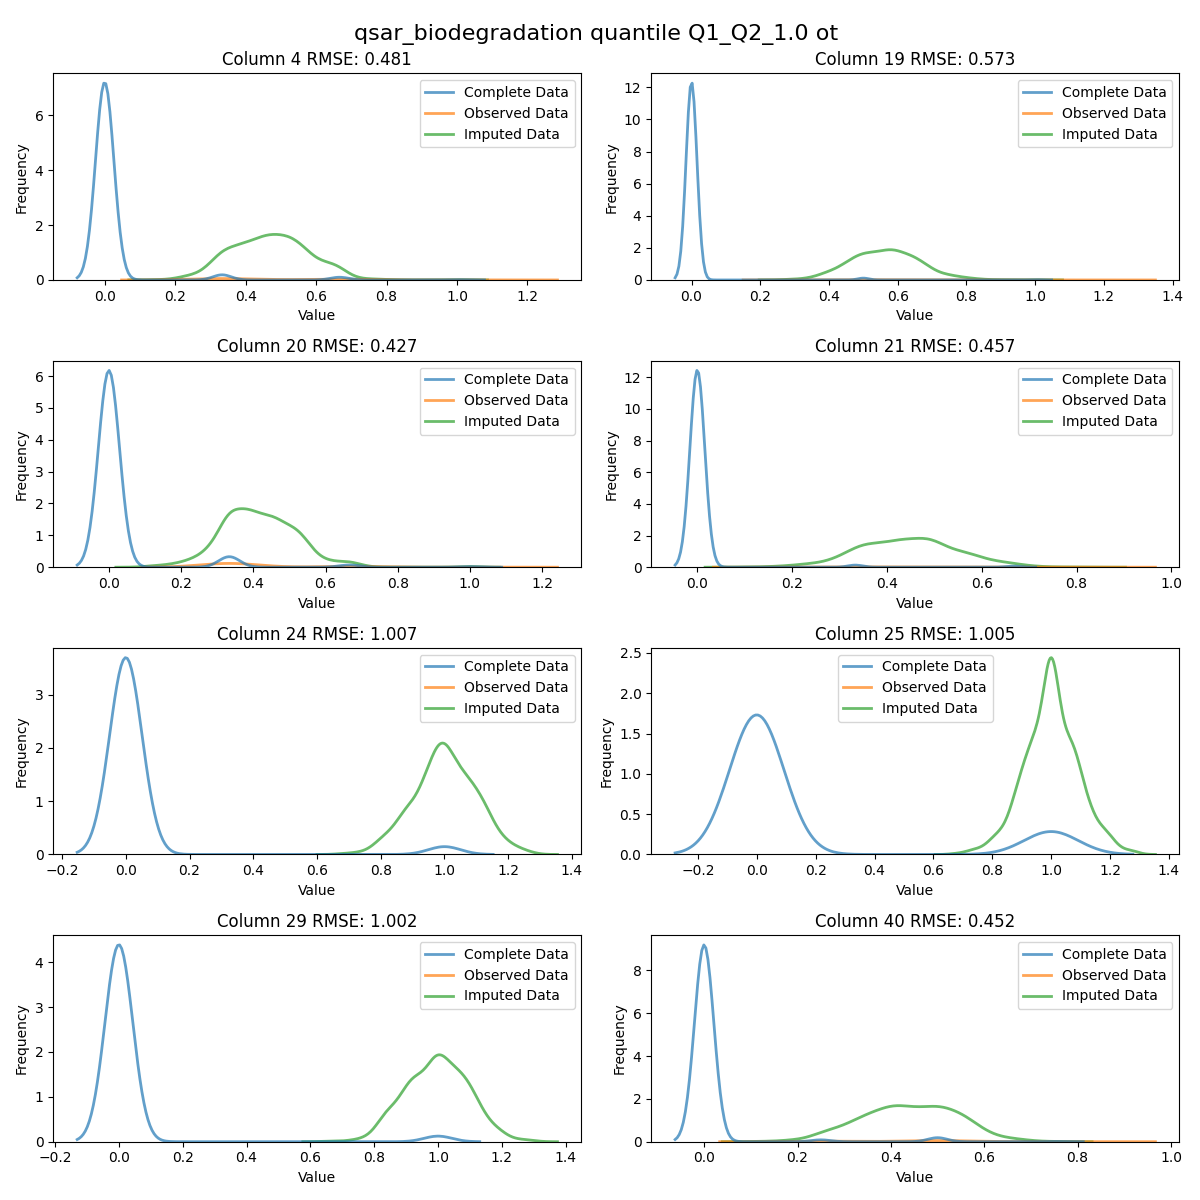 qsar_biodegradation quantile Q1_Q2_1.0 ot
Column 4 RMSE: 0.481
Frequency
6
4
2
0
Complete Data
Observed Data
Imputed Data
0.0 0.2 0.4 0.6 0.8 1.0 1.2
Value
Column 19 RMSE: 0.573
Frequency
12
10
8
6
4
2
0
Complete Data
Observed Data
Imputed Data
0.0 0.2 0.4 0.6 0.8 1.0 1.2 1.4
Value
Column 20 RMSE: 0.427
Frequency
6
5
4
3
2
1
0
Complete Data
Observed Data
Imputed Data
0.0 0.2 0.4 0.6 0.8 1.0 1.2
Value
Column 21 RMSE: 0.457
Frequency
12
10
8
6
4
2
0
Complete Data
Observed Data
Imputed Data
0.0 0.2 0.4 0.6 0.8 1.0
Value
Column 24 RMSE: 1.007
Frequency
3
2
1
0
Complete Data
Observed Data
Imputed Data
−0.2 0.0 0.2 0.4 0.6 0.8 1.0 1.2 1.4
Value
Column 25 RMSE: 1.005
Frequency
2.5
2.0
1.5
1.0
0.5
0.0
Complete Data
Observed Data
Imputed Data
−0.2 0.0 0.2 0.4 0.6 0.8 1.0 1.2 1.4
Value
Column 29 RMSE: 1.002
Frequency
4
3
2
1
0
Complete Data
Observed Data
Imputed Data
−0.2 0.0 0.2 0.4 0.6 0.8 1.0 1.2 1.4
Value
Column 40 RMSE: 0.452
Frequency
8
6
4
2
0
Complete Data
Observed Data
Imputed Data
0.0 0.2 0.4 0.6 0.8 1.0
Value